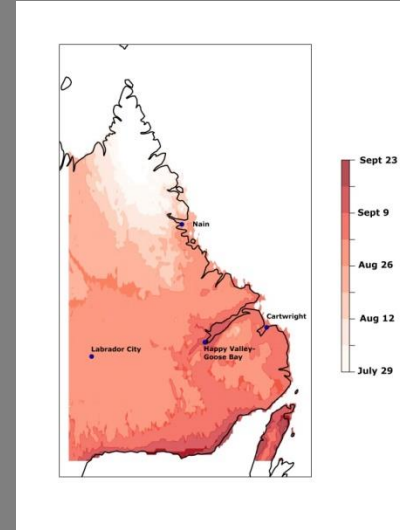 Sept 23
Sept 9
Nain
Aug 26
Cartwright
Aug 12
Labrador City
Happy Valley-
Goose Bay
July 29